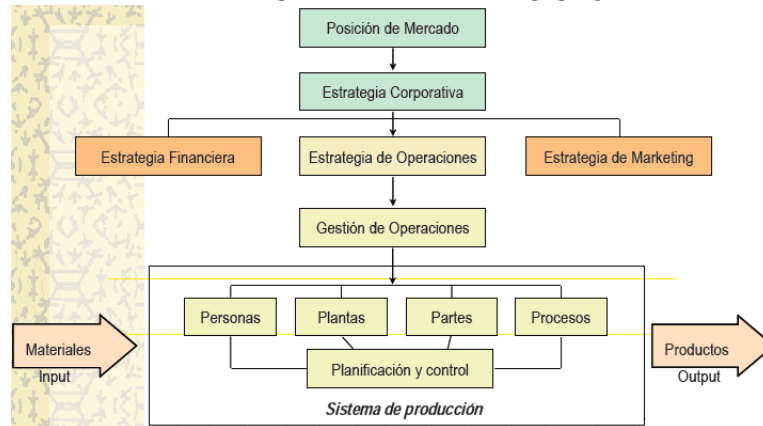 Posición de Mercado
Estrategia Corporativa
Estrategia Financiera
Estrategia de Operaciones
Estrategia de Marketing
Gestión de Operaciones
Personas
Plantas
Partes
Procesos
Materiales
Input
Planificación y control
Productos
Output
Sistema de producción